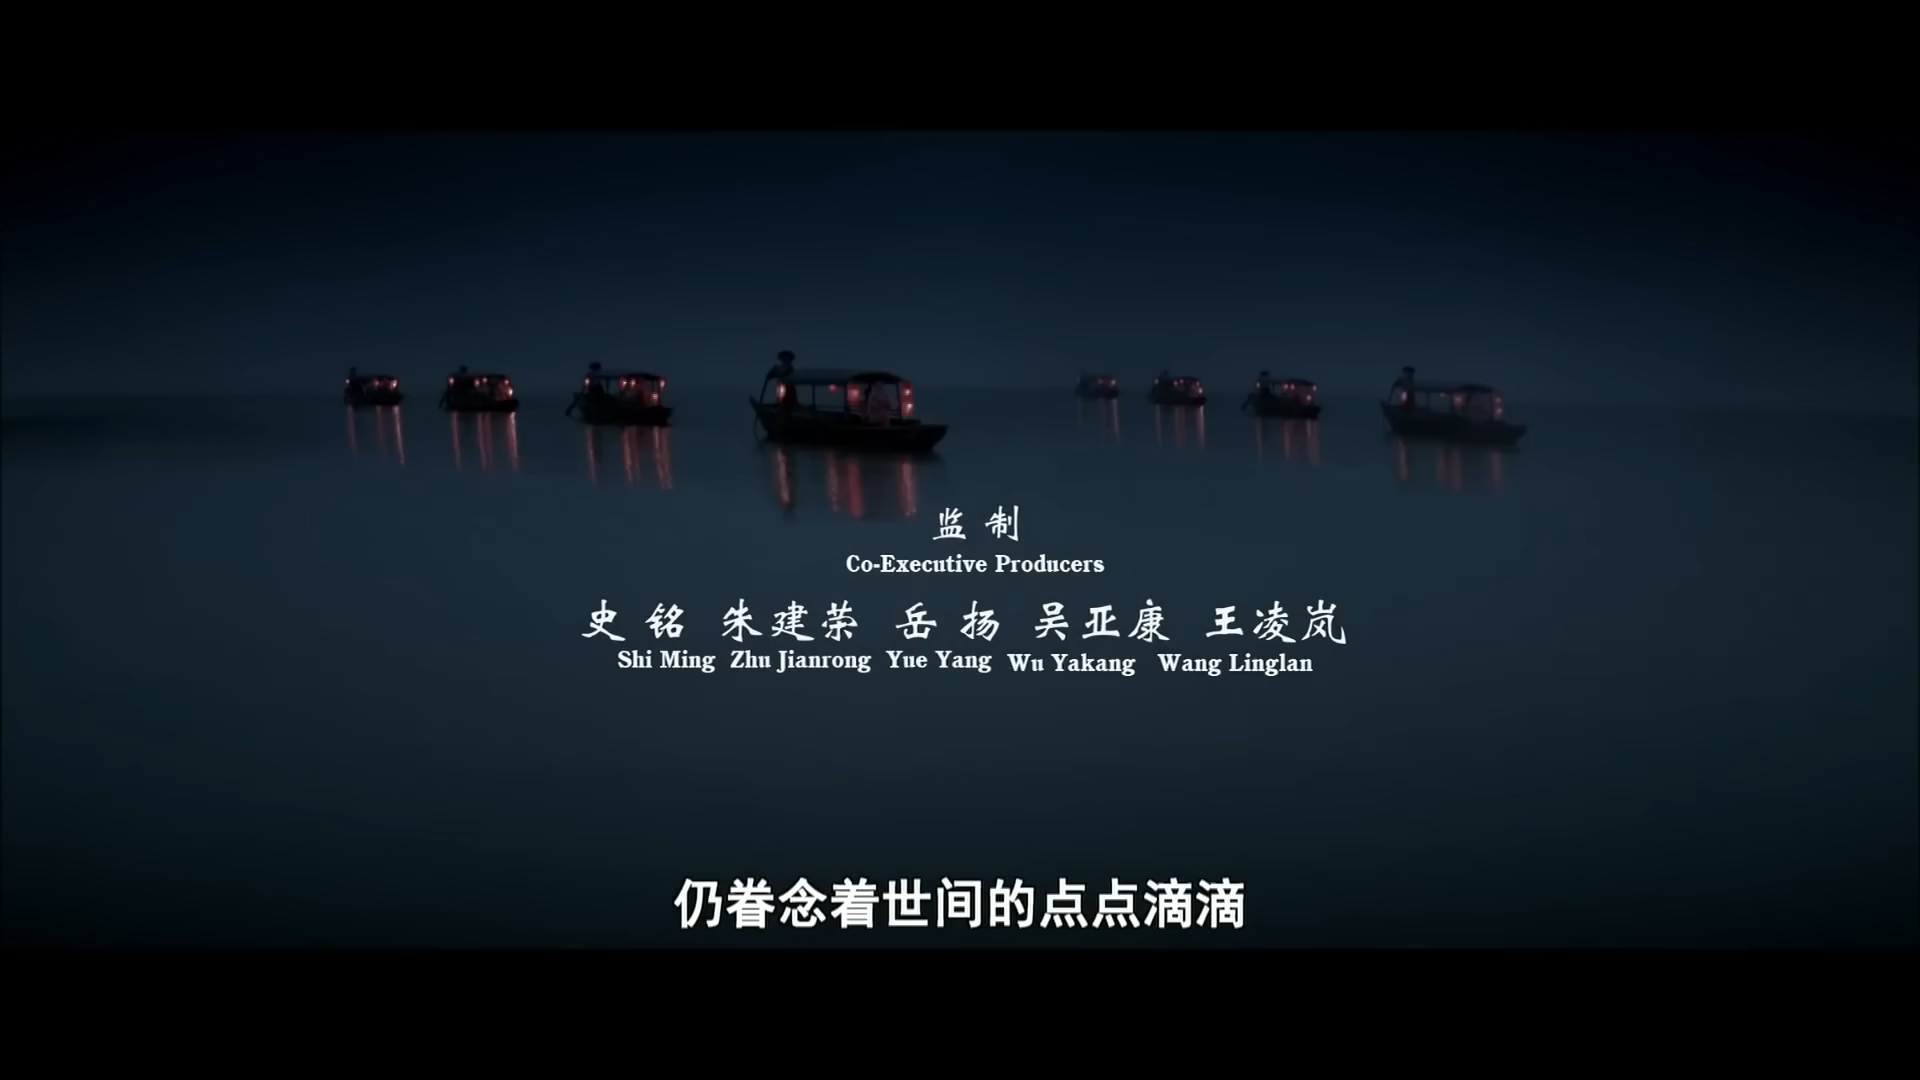 监制
Co-Executive Producers
史铭 朱建荣 岳扬 吴亚康 王凌岚
Shi Ming Zhu Jianrong Yue Yang Wu Yakang Wang Linglan
仍眷念着世间的点点滴滴